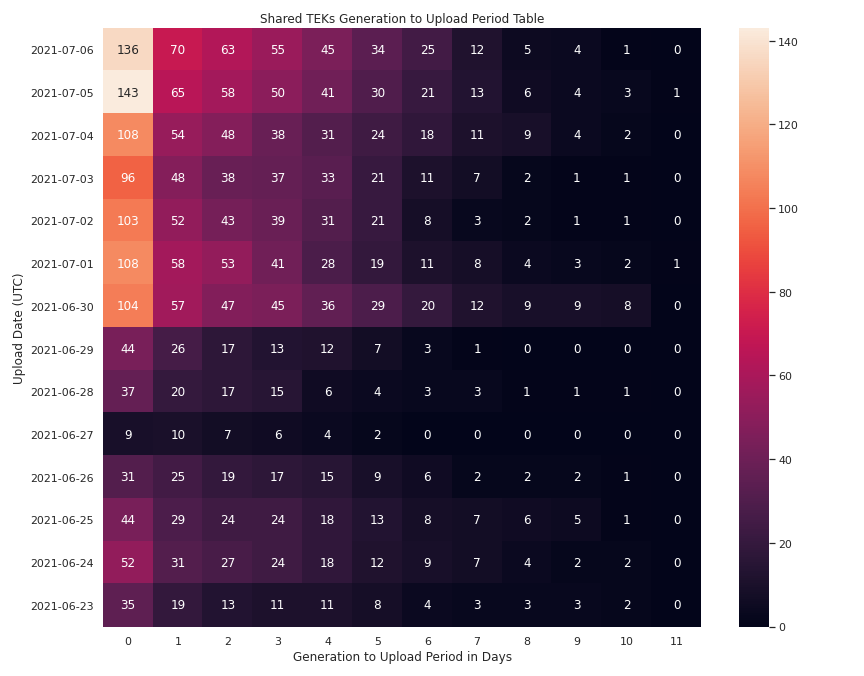 Shared TEKs Generation to Upload Period Table
Upload Date (UTC)
2021-07-06 136 70 63 55 45 34 25 12 5 4 1 0
2021-07-05 143 65 58 50 41 30 21 13 6 4 3 1
2021-07-04 108 54 48 38 31 24 18 11 9 4 2 0
2021-07-03 96 48 38 37 33 21 11 7 2 1 1 0
2021-07-02 103 52 43 39 31 21 8 3 2 1 1 0
2021-07-01 108 58 53 41 28 19 11 8 4 3 2 1
2021-06-30 104 57 47 45 36 29 20 12 9 9 8 0
2021-06-29 44 26 17 13 12 7 3 1 0 0 0 0
2021-06-28 37 20 17 15 6 4 3 3 1 1 1 0
2021-06-27 9 10 7 6 4 2 0 0 0 0 0 0
2021-06-26 31 25 19 17 15 9 6 2 2 2 1 0
2021-06-25 44 29 24 24 18 13 8 7 6 5 1 0
2021-06-24 52 31 27 24 18 12 9 7 4 2 2 0
2021-06-23 35 19 13 11 11 8 4 3 3 3 2 0
0 1 2 3 4 5 6 7 8 9 10 11
Generation to Upload Period in Days
140
120
100
80
60
40
20
0